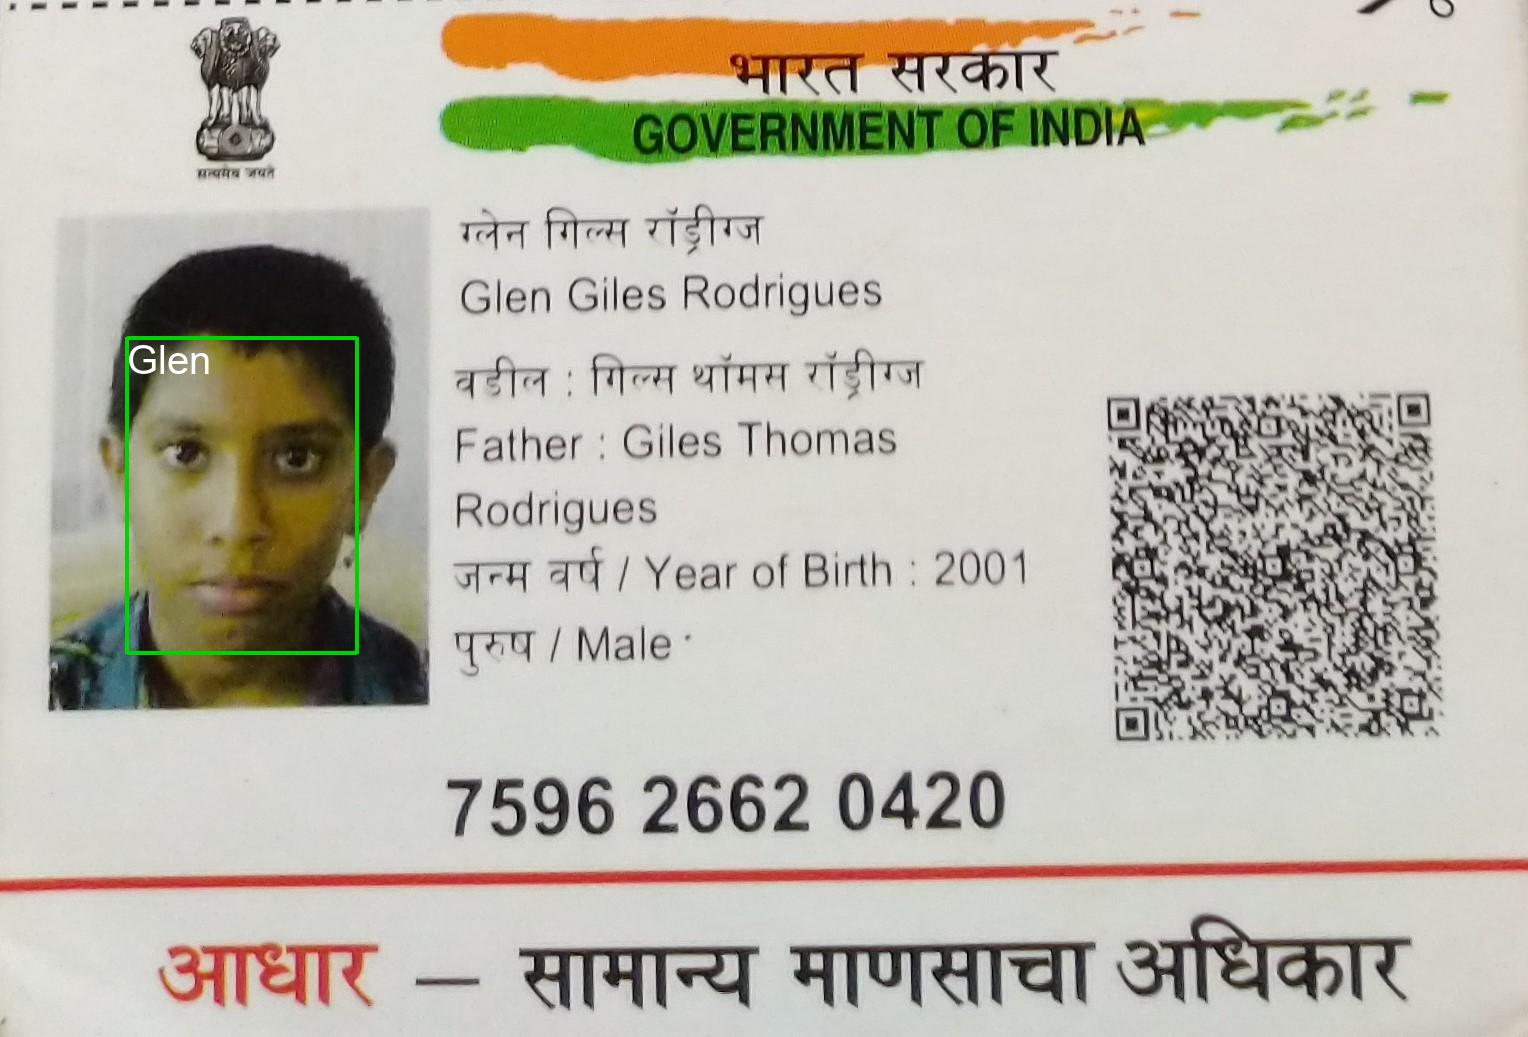 भारत सरकार
GOVERNMENT OF INDIA
सत्यमेव जयते
ग्लेन गिल्स रॉड्रीग्ज
Glen Giles Rodrigues
Glen
वडील : गिल्स थॉमस रॉड्रीग्ज
Father : Giles Thomas
Rodrigues
जन्म वर्ष / Year of Birth : 2001
पुरुष / Male
7596 2662 0420
आधार — सामान्य माणसाचा अधिकार